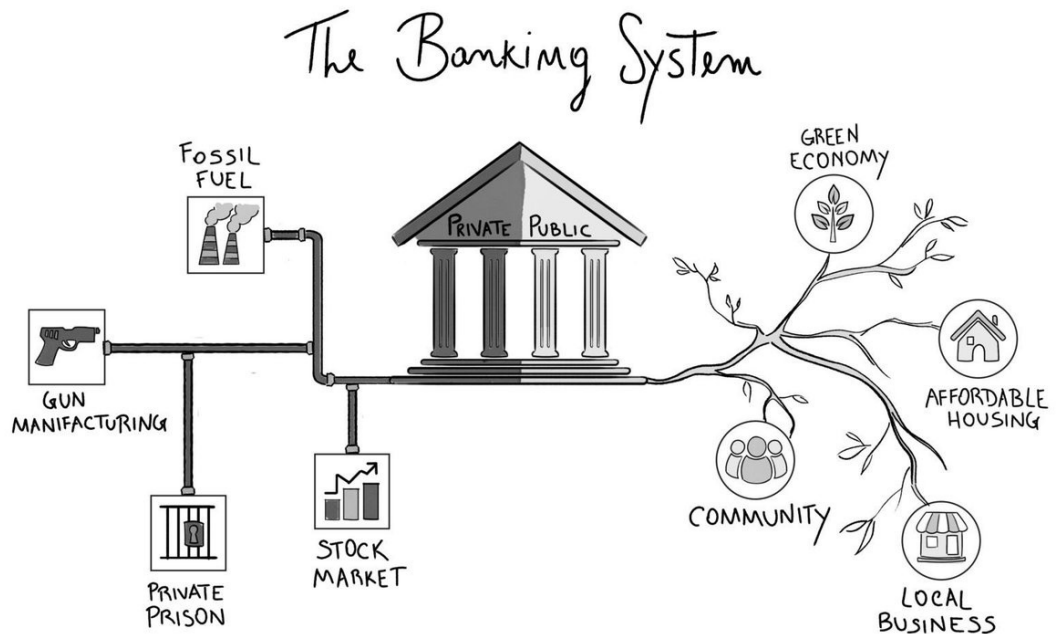 The Banking System
FOSSIL
FUEL
GUN
MANIFACTURING
PRIVATE
PRISON
STOCK
MARKET
PRIVATE PUBLIC
GREEN
ECONOMY
AFFORDABLE
HOUSING
COMMUNITY
LOCAL
BUSINESS